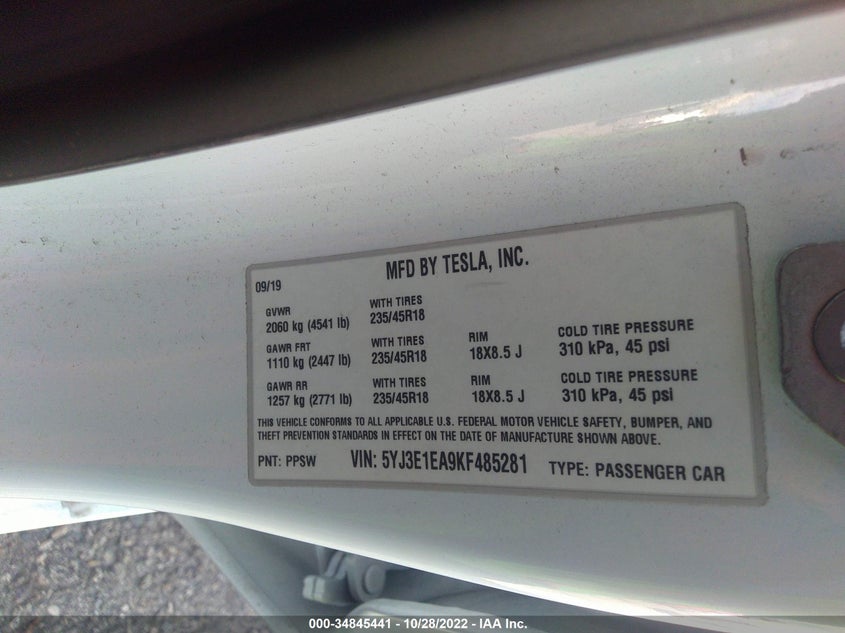 MFD BY TESLA, INC.
09/19
GVWR WITH TIRES
2060 kg (4541 lb) 235/45R18
GAWR FRT WITH TIRES RIM COLD TIRE PRESSURE
1110 kg (2447 lb) 235/45R18 18X8.5 J 310 kPa, 45 psi
GAWR RR WITH TIRES RIM COLD TIRE PRESSURE
1257 kg (2771 lb) 235/45R18 18X8.5 J 310 kPa, 45 psi
THIS VEHICLE CONFORMS TO ALL APPLICABLE U.S. FEDERAL MOTOR VEHICLE SAFETY, BUMPER, AND
THEFT PREVENTION STANDARDS IN EFFECT ON THE DATE OF MANUFACTURE SHOWN ABOVE.
PNT: PPSW VIN: 5YJ3E1EA9KF485281 TYPE: PASSENGER CAR
000-34845441 - 10/28/2022 - IAA Inc.